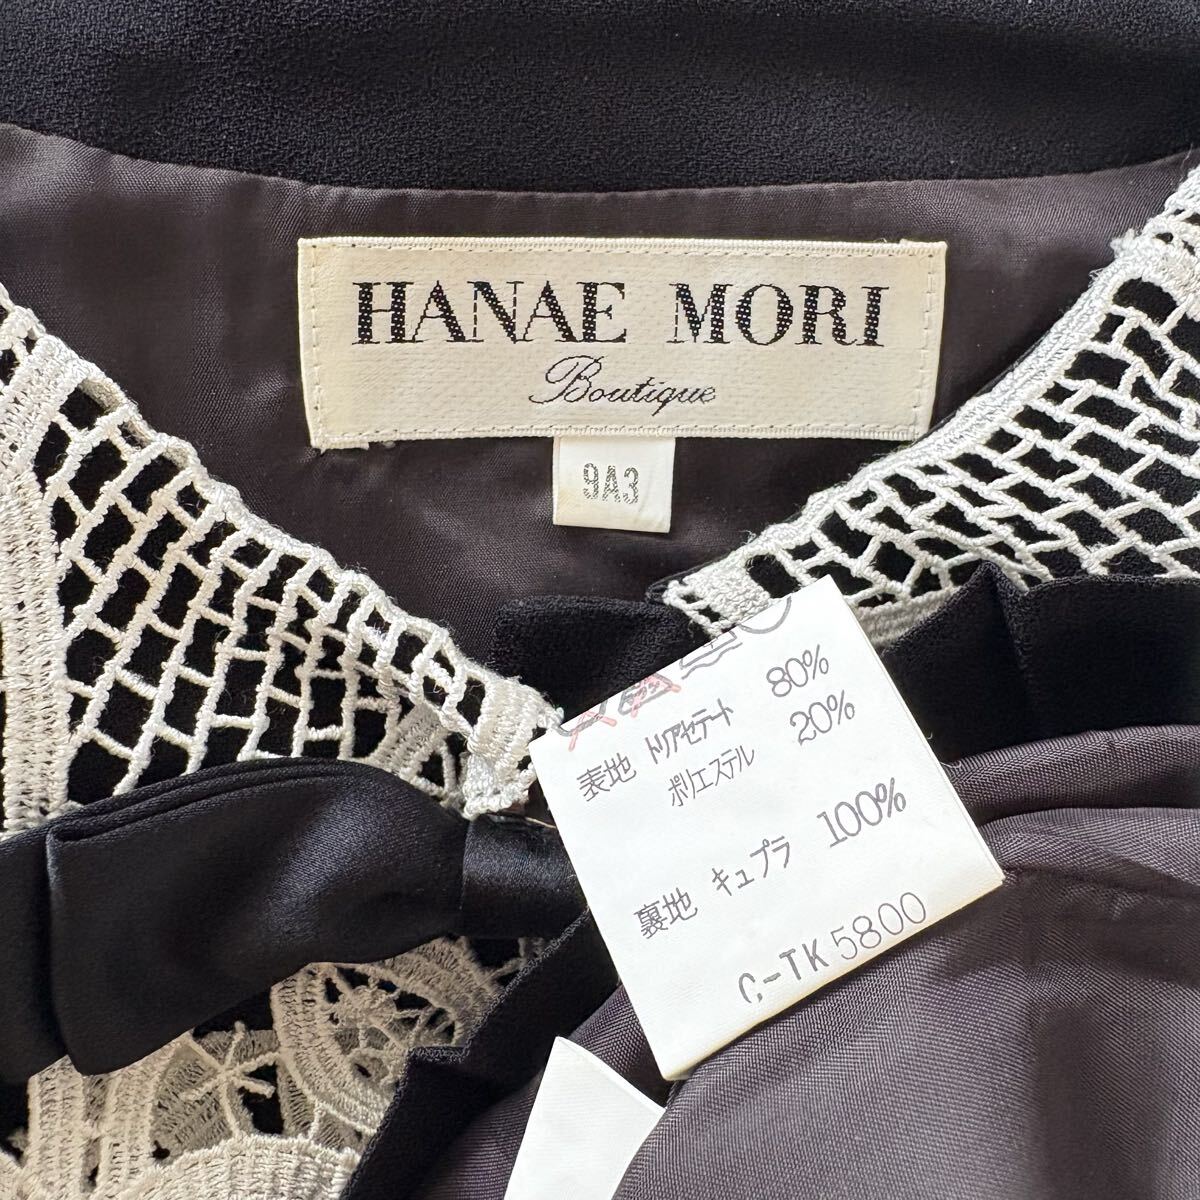 HANAE MORI
Boutique
9A3
表地 トリアセテート 80%
ポリエステル 20%
裏地 キュプラ 100%
C-TK 5800